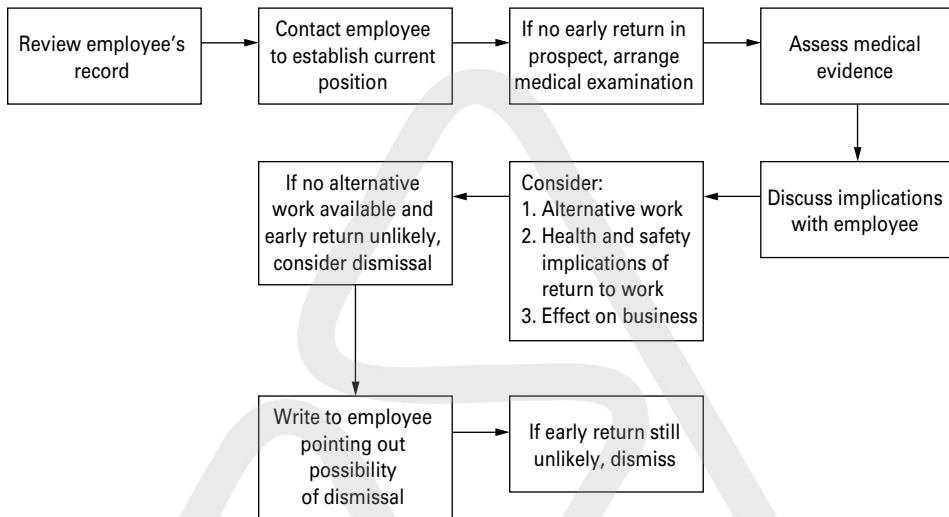 Review employee's
record
Contact employee
to establish current
position
If no early return in
prospect, arrange
medical examination
Assess medical
evidence
Discuss implications
with employee
Consider:
1. Alternative work
2. Health and safety
implications of
return to work
3. Effect on business
If no alternative
work available and
early return unlikely,
consider dismissal
Write to employee
pointing out
possibility
of dismissal
If early return still
unlikely, dismiss